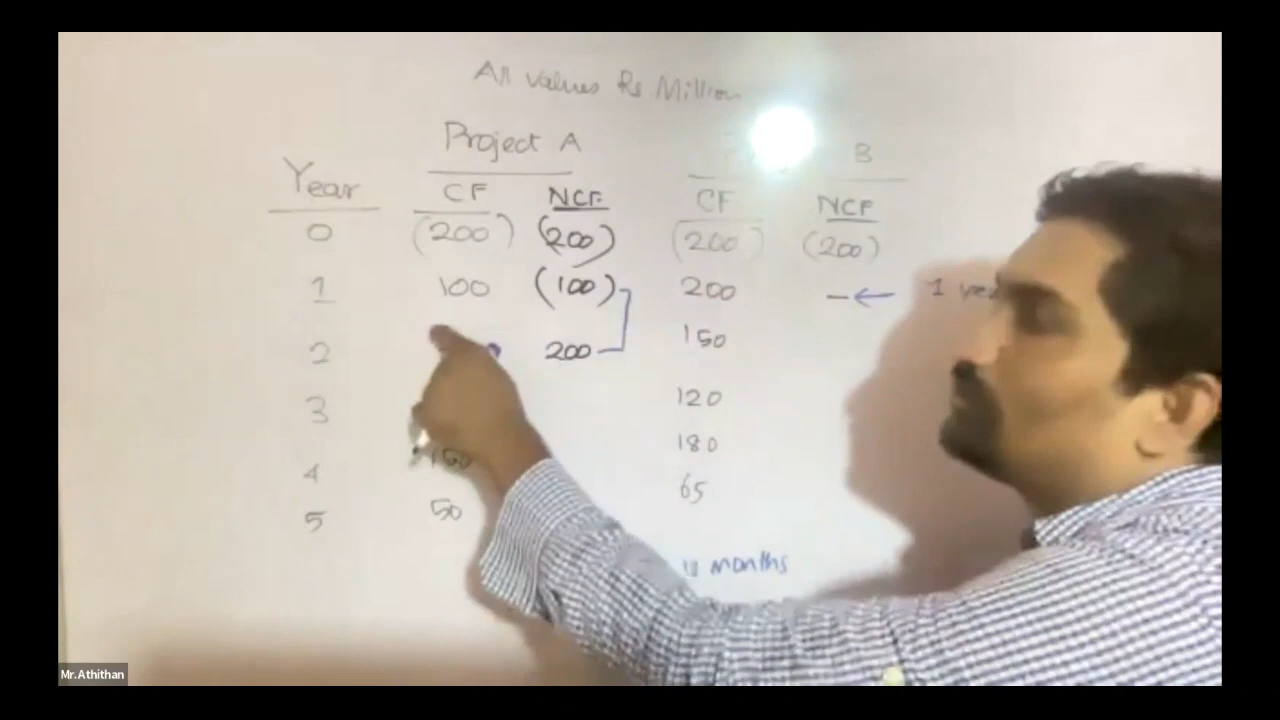 All values Rs Million
Project A B
Year CF NCF CF NCF
0 (200) (200) (200) (200)
1 100 (100) 200 – ← 1
2 200 150
3 120
4 150 180
5 50 65
months
Mr.Athithan